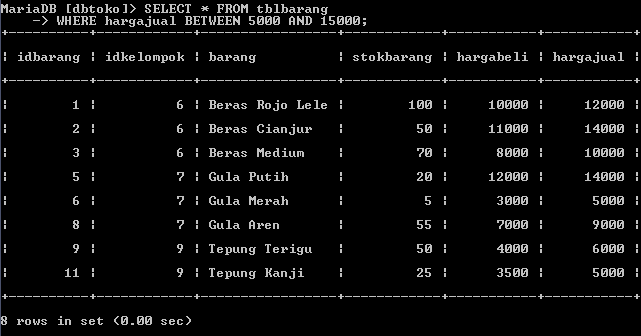 MariaDB [dbtoko]> SELECT * FROM tblbarang
    -> WHERE hargajual BETWEEN 5000 AND 15000;
+----------+------------+----------------+------------+-----------+-----------+
| idbarang | idkelompok | barang | stokbarang | hargabeli | hargajual |
+----------+------------+----------------+------------+-----------+-----------+
| 1 | 6 | Beras Rojo Lele | 100 | 10000 | 12000 |
| 2 | 6 | Beras Cianjur | 50 | 11000 | 14000 |
| 3 | 6 | Beras Medium | 70 | 8000 | 10000 |
| 5 | 7 | Gula Putih | 20 | 12000 | 14000 |
| 6 | 7 | Gula Merah | 5 | 3000 | 5000 |
| 8 | 7 | Gula Aren | 55 | 7000 | 9000 |
| 9 | 9 | Tepung Terigu | 50 | 4000 | 6000 |
| 11 | 9 | Tepung Kanji | 25 | 3500 | 5000 |
+----------+------------+----------------+------------+-----------+-----------+
8 rows in set (0.00 sec)